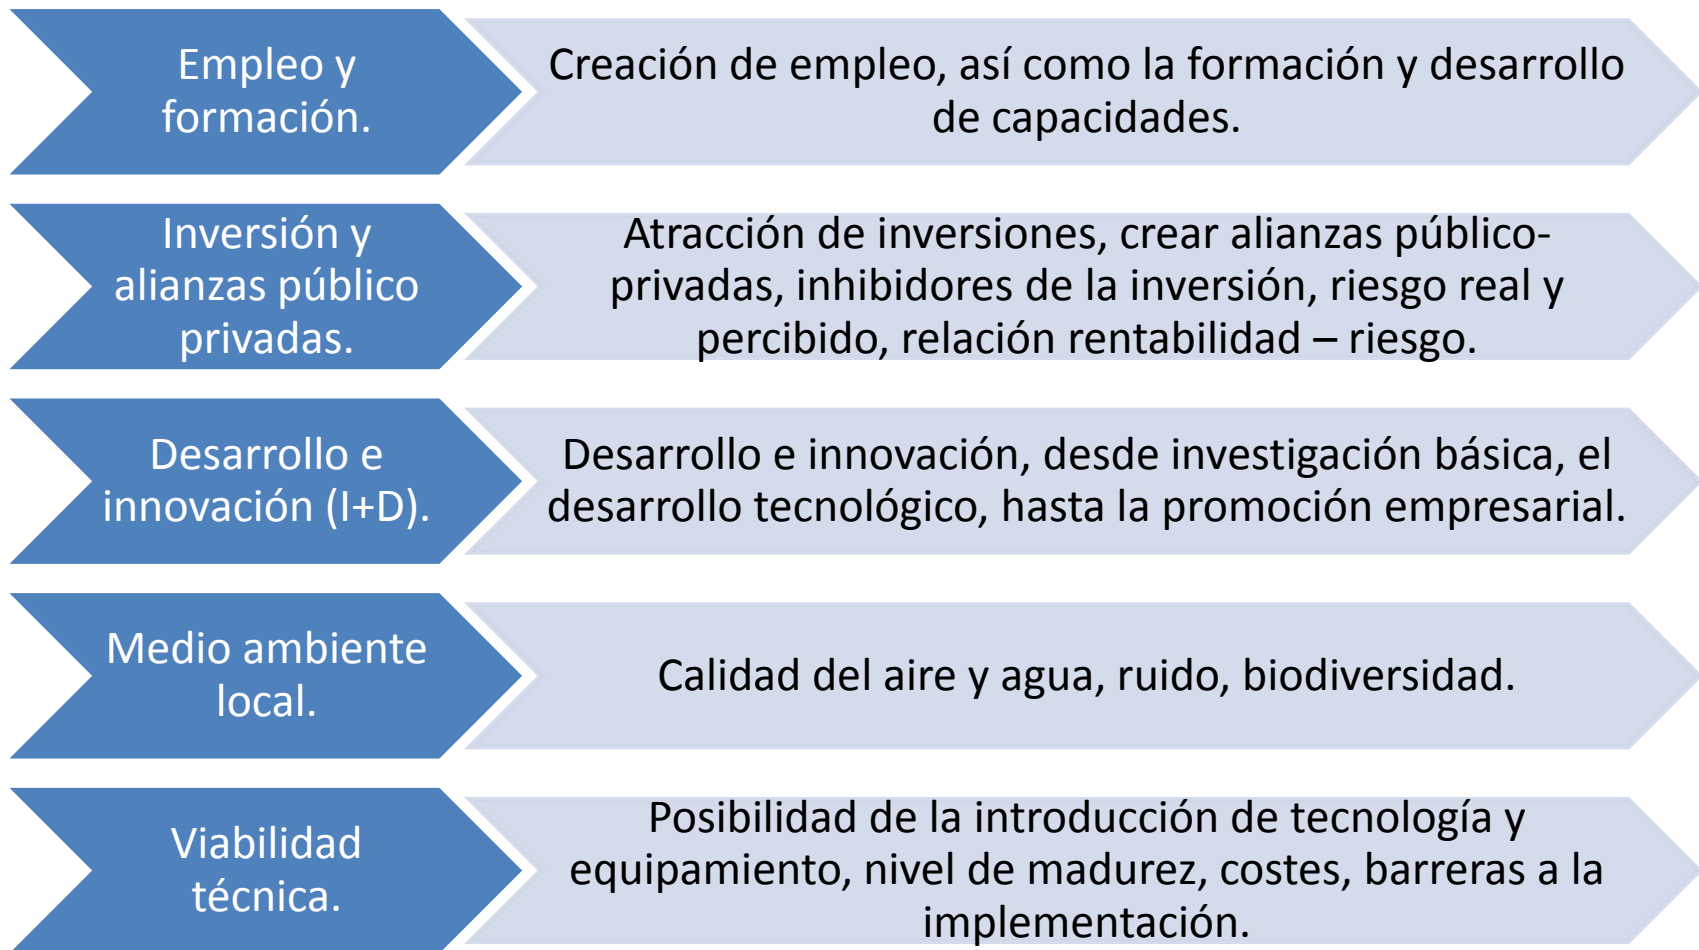 Empleo y
formación.
Creación de empleo, así como la formación y desarrollo
de capacidades.
Inversión y
alianzas público
privadas.
Atracción de inversiones, crear alianzas público-
privadas, inhibidores de la inversión, riesgo real y
percibido, relación rentabilidad – riesgo.
Desarrollo e
innovación (I+D).
Desarrollo e innovación, desde investigación básica, el
desarrollo tecnológico, hasta la promoción empresarial.
Medio ambiente
local.
Calidad del aire y agua, ruido, biodiversidad.
Viabilidad
técnica.
Posibilidad de la introducción de tecnología y
equipamiento, nivel de madurez, costes, barreras a la
implementación.